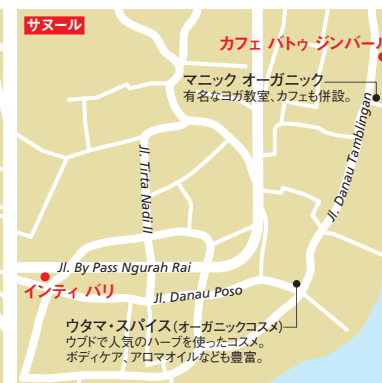 サヌール
カフェ バトゥ ジンバール
マニック オーガニック
有名なヨガ教室、カフェも併設。
Jl. Tirta Nadi II
Jl. Danau Tamblingan
Jl. By Pass Ngurah Rai
インティ バリ
Jl. Danau Poso
ウタマ・スパイス(オーガニックコスメ)
ウブドで人気のハーブを使ったコスメ。
ボディケア、アロマオイルなども豊富。